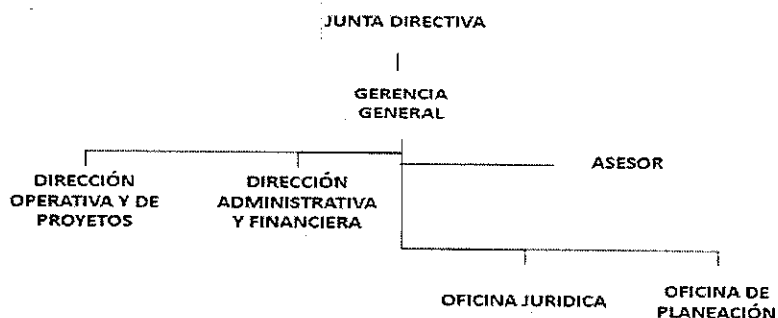 JUNTA DIRECTIVA
GERENCIA
GENERAL
ASESOR
DIRECCIÓN
OPERATIVA Y DE
PROYETOS
DIRECCIÓN
ADMINISTRATIVA
Y FINANCIERA
OFICINA JURIDICA
OFICINA DE
PLANEACIÓN